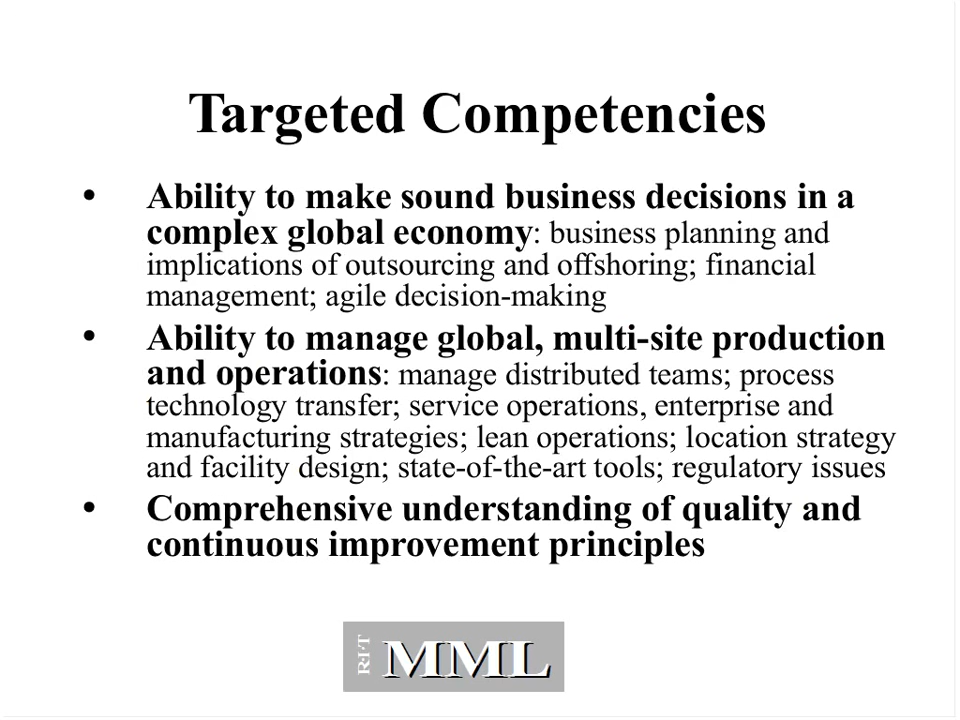 Targeted Competencies
• Ability to make sound business decisions in a
complex global economy: business planning and
implications of outsourcing and offshoring; financial
management; agile decision-making
• Ability to manage global, multi-site production
and operations: manage distributed teams; process
technology transfer; service operations, enterprise and
manufacturing strategies; lean operations; location strategy
and facility design; state-of-the-art tools; regulatory issues
• Comprehensive understanding of quality and
continuous improvement principles
R·I·T
MML